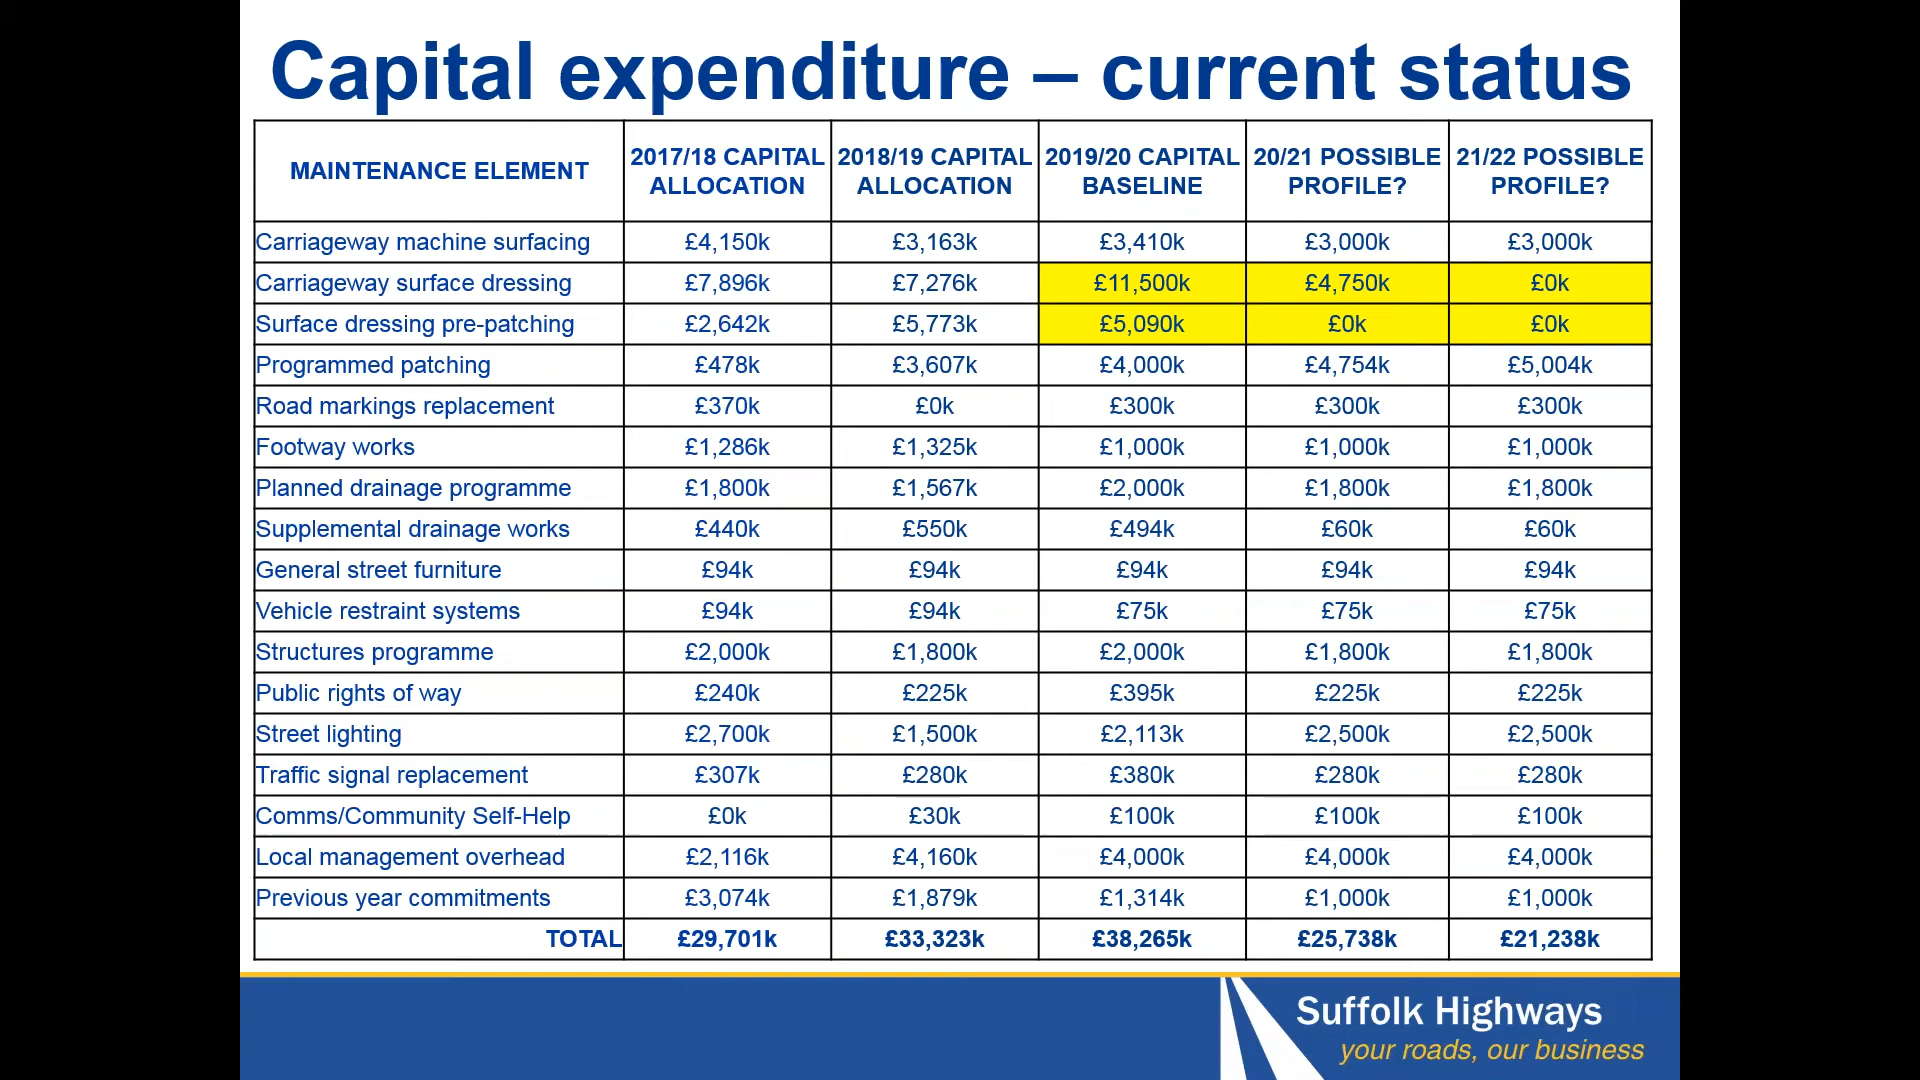 Capital expenditure – current status
MAINTENANCE ELEMENT 2017/18 CAPITAL ALLOCATION 2018/19 CAPITAL ALLOCATION 2019/20 CAPITAL BASELINE 20/21 POSSIBLE PROFILE? 21/22 POSSIBLE PROFILE?
Carriageway machine surfacing £4,150k £3,163k £3,410k £3,000k £3,000k
Carriageway surface dressing £7,896k £7,276k £11,500k £4,750k £0k
Surface dressing pre-patching £2,642k £5,773k £5,090k £0k £0k
Programmed patching £478k £3,607k £4,000k £4,754k £5,004k
Road markings replacement £370k £0k £300k £300k £300k
Footway works £1,286k £1,325k £1,000k £1,000k £1,000k
Planned drainage programme £1,800k £1,567k £2,000k £1,800k £1,800k
Supplemental drainage works £440k £550k £494k £60k £60k
General street furniture £94k £94k £94k £94k £94k
Vehicle restraint systems £94k £94k £75k £75k £75k
Structures programme £2,000k £1,800k £2,000k £1,800k £1,800k
Public rights of way £240k £225k £395k £225k £225k
Street lighting £2,700k £1,500k £2,113k £2,500k £2,500k
Traffic signal replacement £307k £280k £380k £280k £280k
Comms/Community Self-Help £0k £30k £100k £100k £100k
Local management overhead £2,116k £4,160k £4,000k £4,000k £4,000k
Previous year commitments £3,074k £1,879k £1,314k £1,000k £1,000k
TOTAL £29,701k £33,323k £38,265k £25,738k £21,238k
Suffolk Highways
your roads, our business